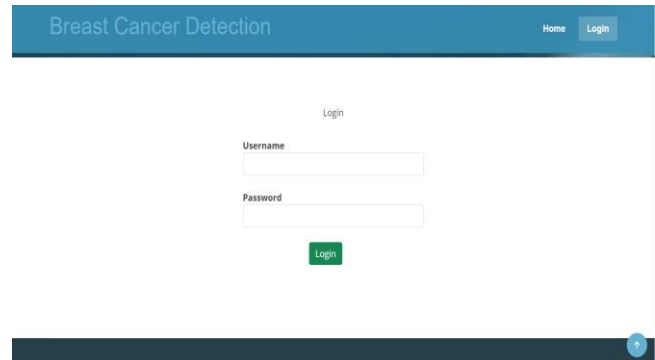 Breast Cancer Detection
Home Login
Login
Username
Password
Login